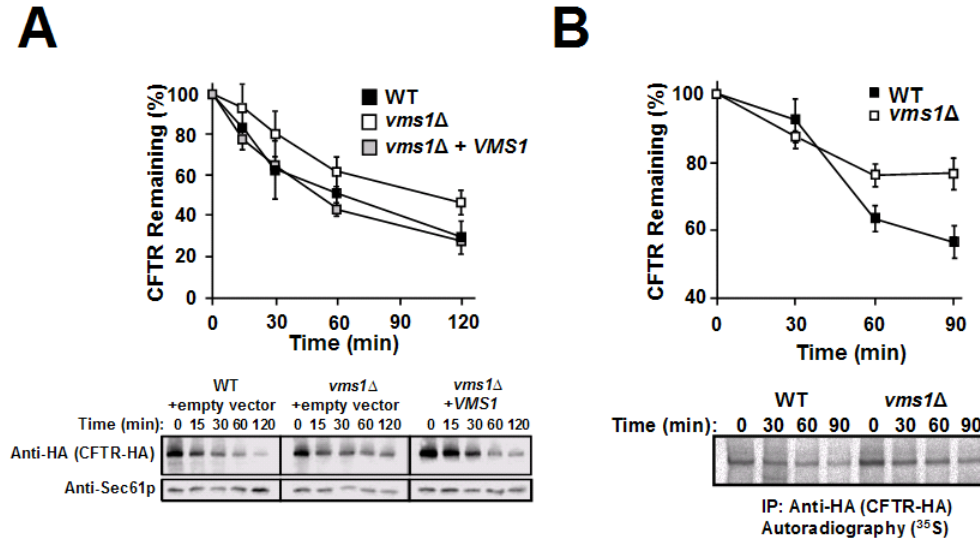 A
CFTR Remaining (%)
100
80
60
40
20
0
0 30 60 90 120
Time (min)
WT
vms1Δ
vms1Δ + VMS1
WT
+empty vector
vms1Δ
+empty vector
vms1Δ
+VMS1
Time (min): 0 15 30 60 120 0 15 30 60 120 0 15 30 60 120
Anti-HA (CFTR-HA)
Anti-Sec61p
B
CFTR Remaining (%)
100
80
60
40
0 30 60 90
Time (min)
WT
vms1Δ
WT vms1Δ
Time (min): 0 30 60 90 0 30 60 90
IP: Anti-HA (CFTR-HA)
Autoradiography (³⁵S)